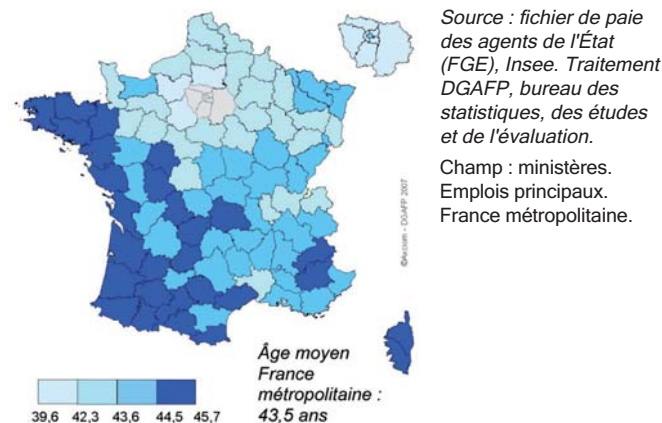 Source : fichier de paie
des agents de l'État
(FGE), Insee. Traitement
DGAFP, bureau des
statistiques, des études
et de l'évaluation.
Champ : ministères.
Emplois principaux.
France métropolitaine.
DGAFP 2007
Âge moyen
France
métropolitaine :
43,5 ans
39,6 42,3 43,6 44,5 45,7